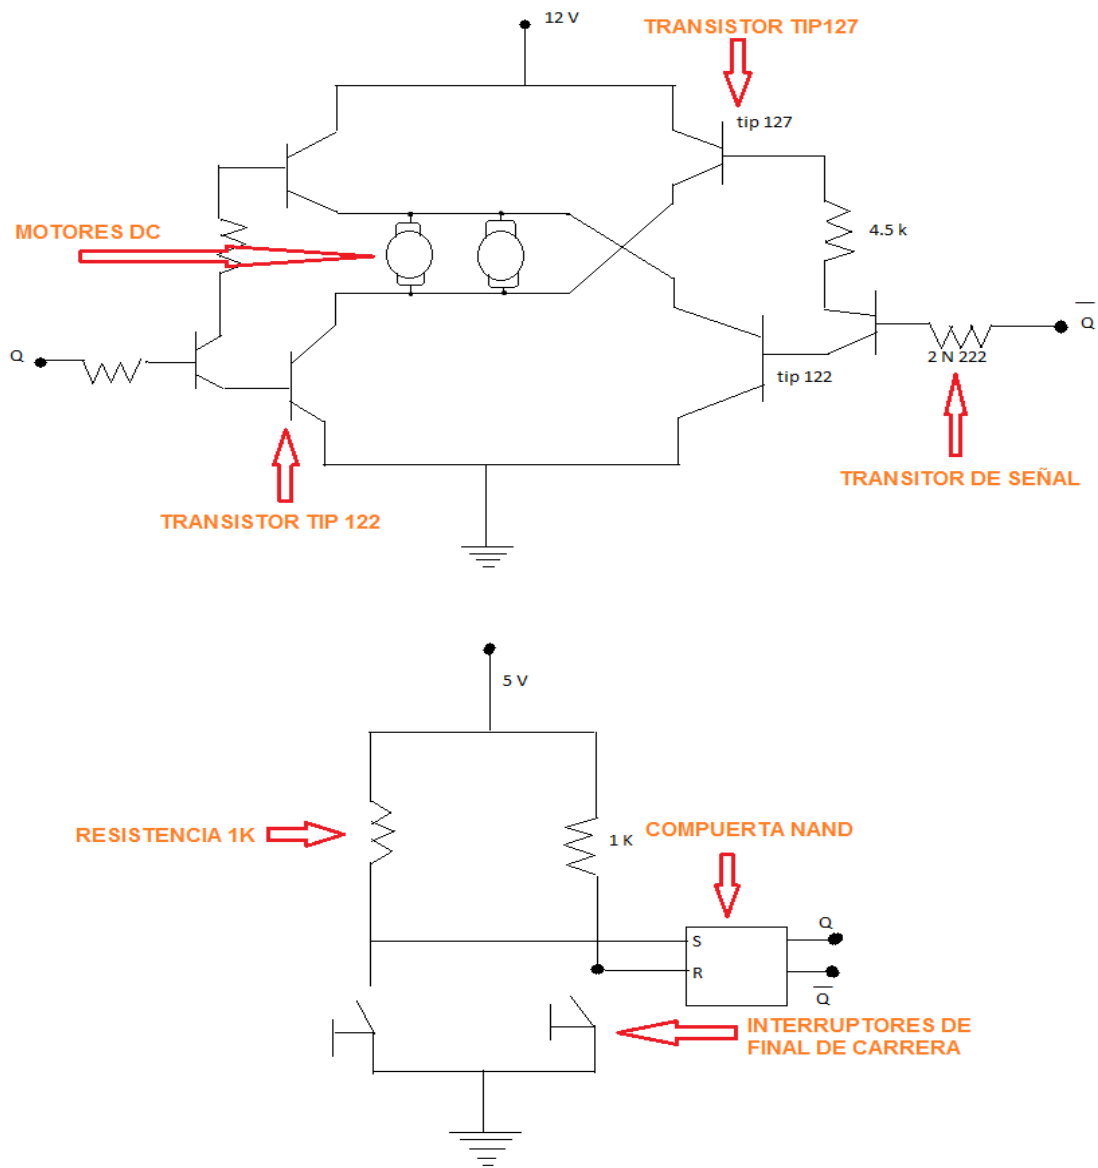 12 V
TRANSISTOR TIP127
tip 127
MOTORES DC
4.5 k
Q
Q
2 N 222
tip 122
TRANSITOR DE SEÑAL
TRANSISTOR TIP 122
5 V
RESISTENCIA 1K
1 K
COMPUERTA NAND
S
Q
R
Q
INTERRUPTORES DE
FINAL DE CARRERA